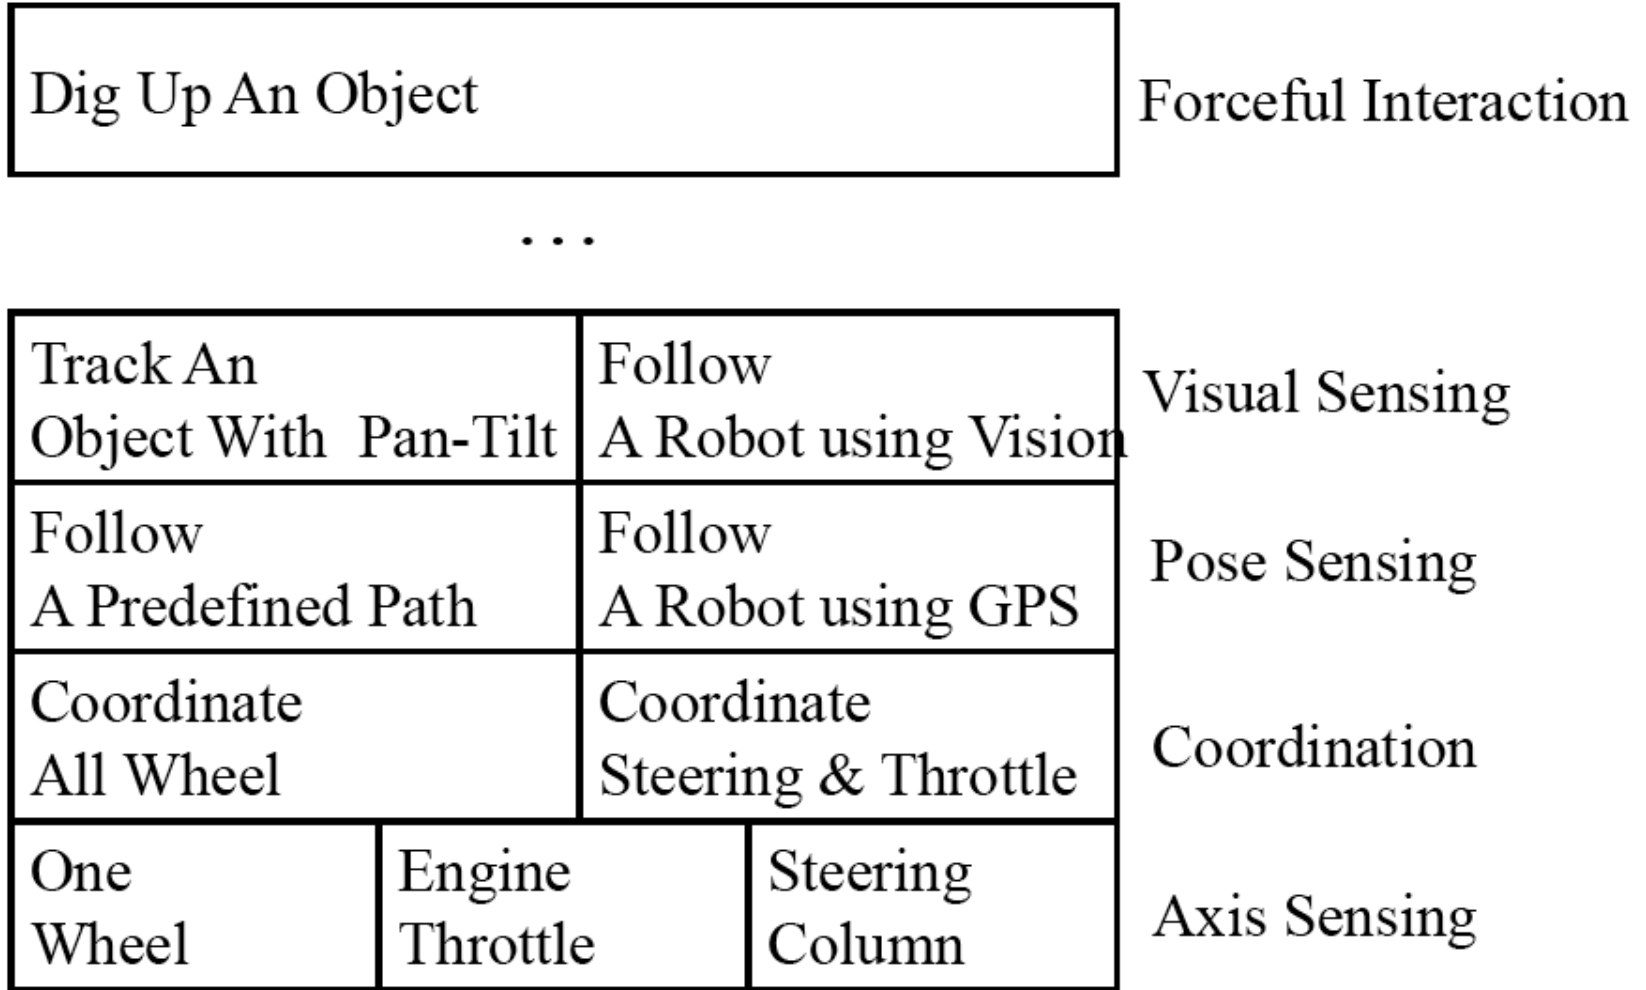 Dig Up An Object
Forceful Interaction
...
Track An
Object With Pan-Tilt
Follow
A Robot using Vision
Visual Sensing
Follow
A Predefined Path
Follow
A Robot using GPS
Pose Sensing
Coordinate
All Wheel
Coordinate
Steering & Throttle
Coordination
One
Wheel
Engine
Throttle
Steering
Column
Axis Sensing